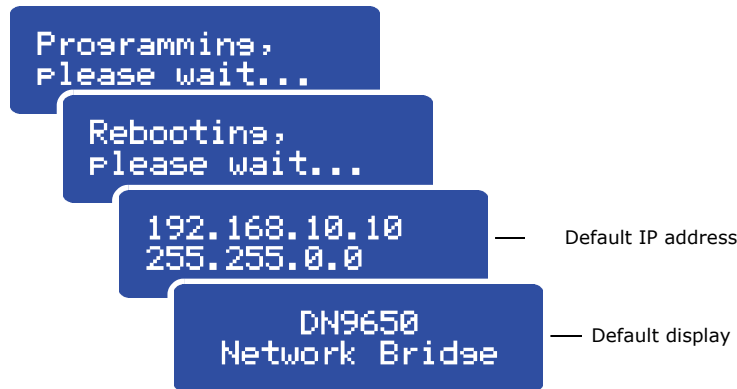 Programming,
please wait...
Rebooting,
please wait...
192.168.10.10
255.255.0.0
Default IP address
DN9650
Network Bridge
Default display